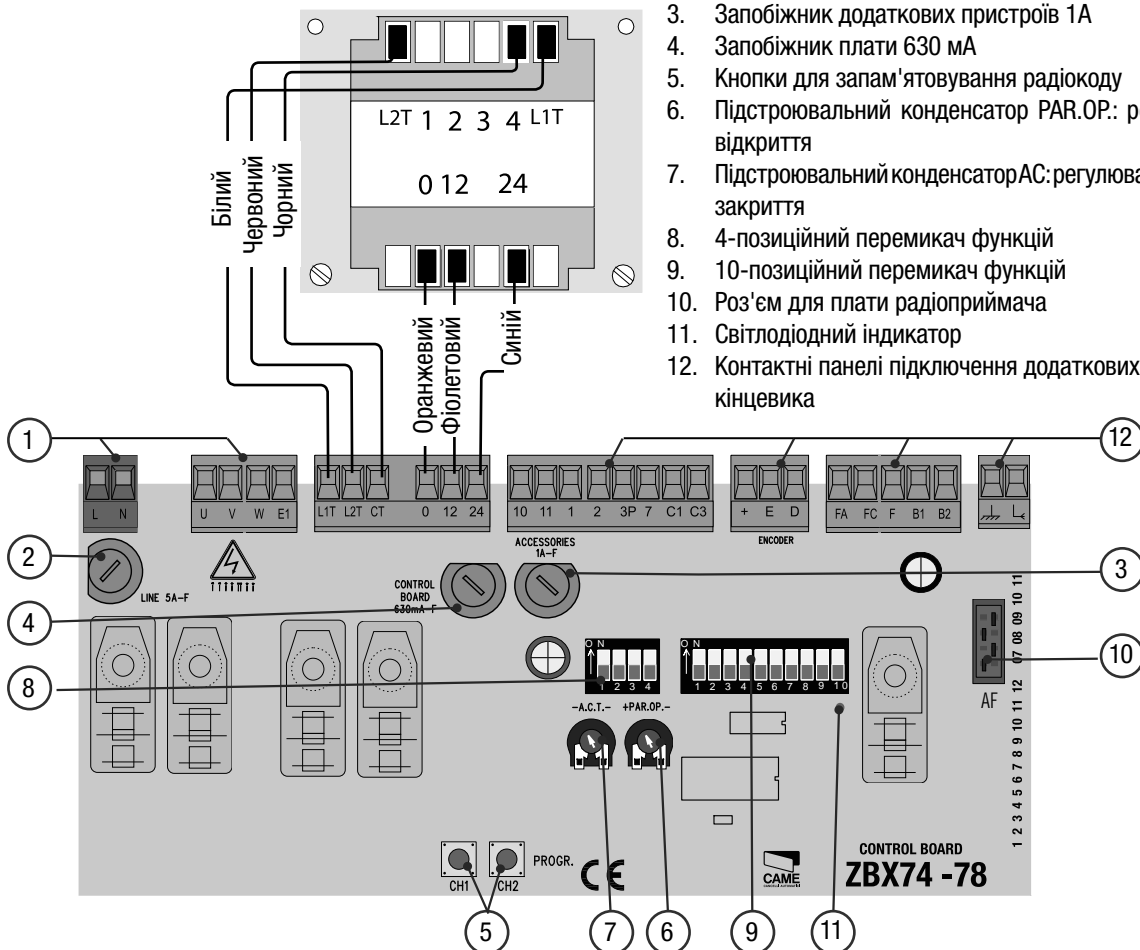 3. Запобіжник додаткових пристроїв 1А
4. Запобіжник плати 630 мА
5. Кнопки для запам'ятовування радіокоду
6. Підстроювальний конденсатор PAR.OP.:
відкриття
7. Підстроювальний конденсатор AC:
закриття
8. 4-позиційний перемикач функцій
9. 10-позиційний перемикач функцій
10. Роз'єм для плати радіоприймача
11. Світлодіодний індикатор
12. Контактні панелі підключення додаткових
кінцевика
L2T 1 2 3 4 L1T
0 12 24
Білий
Червоний
Чорний
Оранжевий
Фіолетовий
Синій
1
12
L N
U V W E1
L1T L2T CT
0 12 24
10 11 1 2 3P 7 C1 C3
+ E D
FA FC F B1 B2
ENCODER
ACCESSORIES
1A-F
2
LINE 5A-F
CONTROL
BOARD
630mA-F
3
4
ON
1 2 3 4
ON
1 2 3 4 5 6 7 8 9 10
8
10
AF
-A.C.T.- +PAR.OP.-
1 2 3 4 5 6 7 8 9 10 11 12 07 08 09 10 11
PROGR.
CH1 CH2
CE
CAME
CONTROL BOARD
ZBX74 -78
5
7
6
9
11